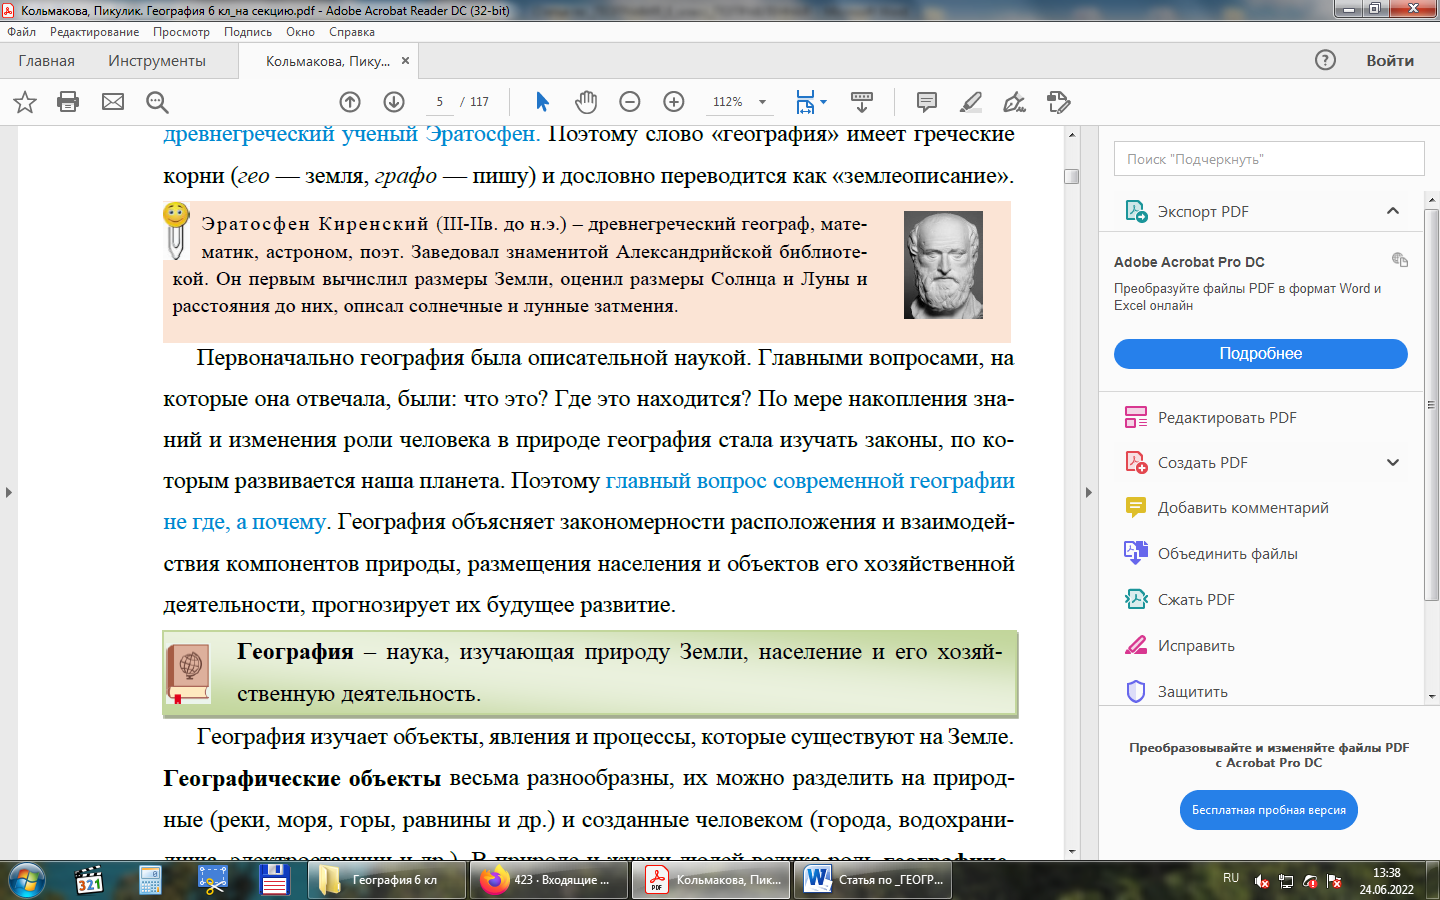 Кольмакова, Пикулик. География 6 кл_на секцию.pdf - Adobe Acrobat Reader DC (32-bit)
Файл Редактирование Просмотр Подпись Окно Справка
Главная Инструменты Кольмакова, Пику... × Войти
5 / 117 112%
древнегреческий ученый Эратосфен. Поэтому слово «география» имеет греческие
корни (гео — земля, графо — пишу) и дословно переводится как «землеописание».
Эратосфен Киренский (III-IIв. до н.э.) – древнегреческий географ, мате-
матик, астроном, поэт. Заведовал знаменитой Александрийской библиоте-
кой. Он первым вычислил размеры Земли, оценил размеры Солнца и Луны и
расстояния до них, описал солнечные и лунные затмения.
Первоначально география была описательной наукой. Главными вопросами, на
которые она отвечала, были: что это? Где это находится? По мере накопления зна-
ний и изменения роли человека в природе география стала изучать законы, по ко-
торым развивается наша планета. Поэтому главный вопрос современной географии
не где, а почему. География объясняет закономерности расположения и взаимодей-
ствия компонентов природы, размещения населения и объектов его хозяйственной
деятельности, прогнозирует их будущее развитие.
География – наука, изучающая природу Земли, население и его хозяй-
ственную деятельность.
География изучает объекты, явления и процессы, которые существуют на Земле.
Географические объекты весьма разнообразны, их можно разделить на природ-
ные (реки, моря, горы, равнины и др.) и созданные человеком (города, водохрани-
лища, электростанции и др.). В природе и жизни людей велика роль географиче-
Поиск "Подчеркнуть"
Экспорт PDF
Adobe Acrobat Pro DC
Преобразуйте файлы PDF в формат Word и
Excel онлайн
Подробнее
Редактировать PDF
Создать PDF
Добавить комментарий
Объединить файлы
Сжать PDF
Исправить
Защитить
Преобразовывайте и изменяйте файлы PDF
с Acrobat Pro DC
Бесплатная пробная версия
321 География 6 кл 423 · Входящие ... PDF Кольмакова, Пик... Статья по _ГЕОГР... RU 13:38
24.06.2022